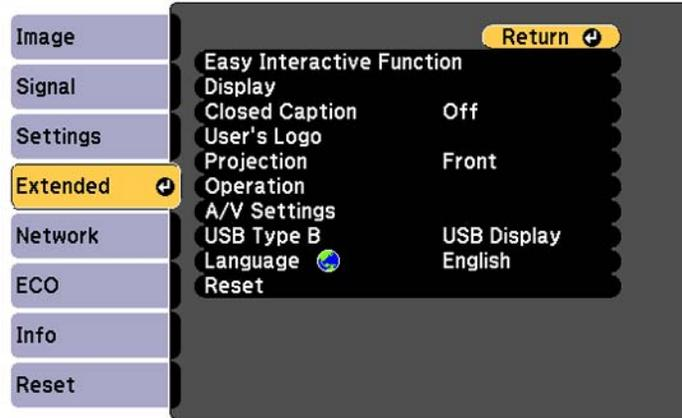 Image
Signal
Settings
Extended
Network
ECO
Info
Reset
Return
Easy Interactive Function
Display
Closed Caption Off
User's Logo
Projection Front
Operation
A/V Settings
USB Type B USB Display
Language English
Reset